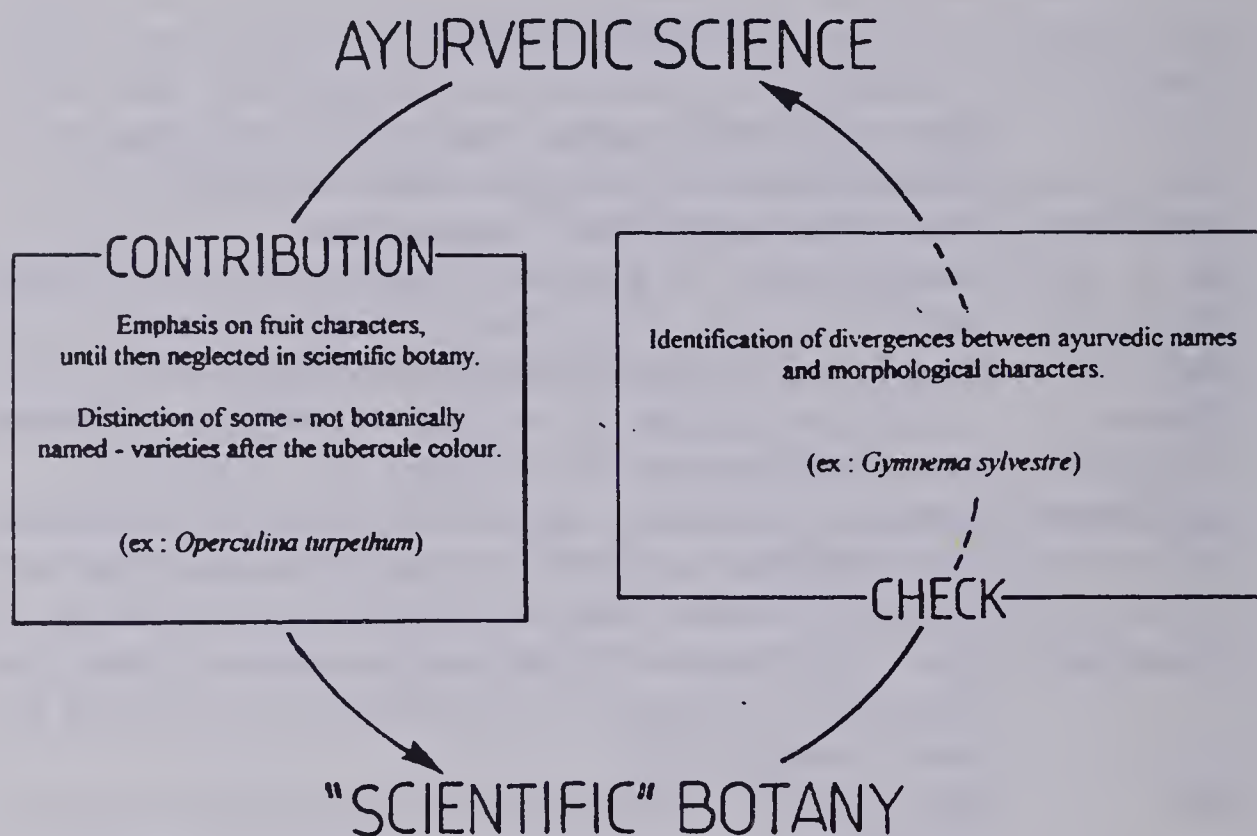 AYURVEDIC SCIENCE
CONTRIBUTION
Emphasis on fruit characters,
until then neglected in scientific botany.
Distinction of some - not botanically
named - varieties after the tubercule colour.
(ex : Operculina turpethum)
Identification of divergences between ayurvedic names
and morphological characters.
(ex : Gymnema sylvestre)
CHECK
"SCIENTIFIC" BOTANY